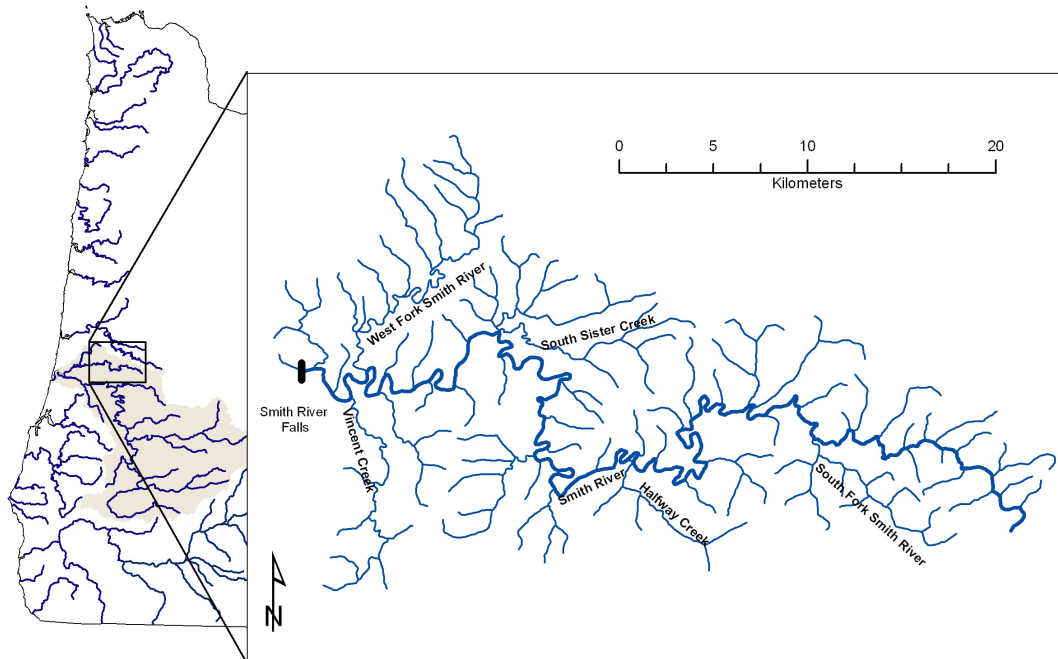 0 5 10 20
Kilometers
West Fork Smith River
South Sister Creek
Smith River
Falls
Vincent Creek
Smith River
Halfway Creek
South Fork Smith River
N